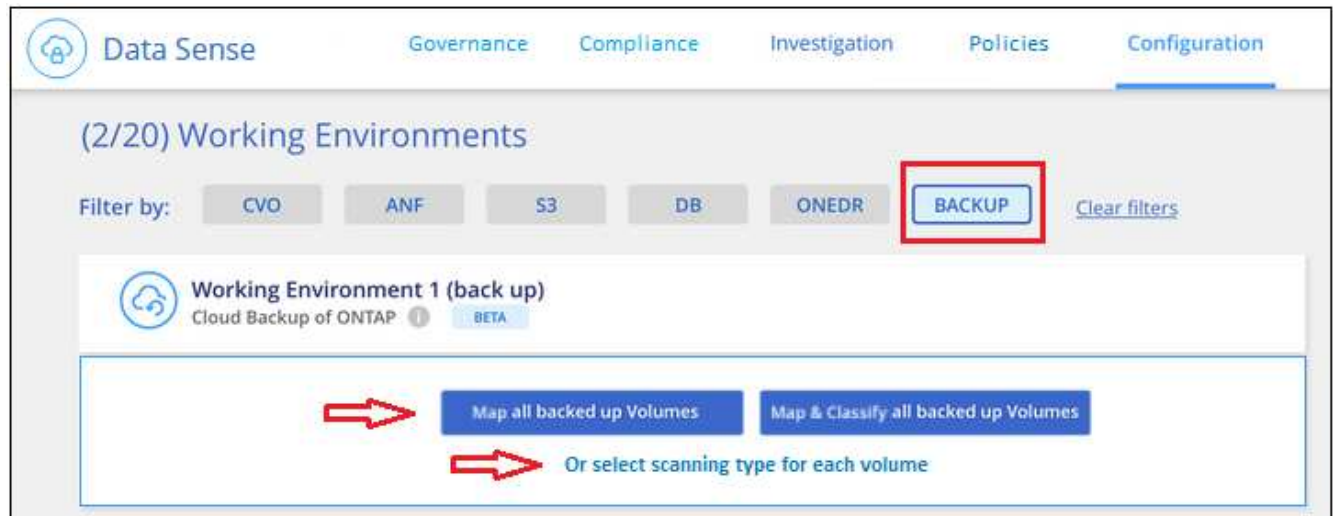 Data Sense Governance Compliance Investigation Policies Configuration
(2/20) Working Environments
Filter by: CVO ANF S3 DB ONEDR BACKUP Clear filters
Working Environment 1 (back up)
Cloud Backup of ONTAP i BETA
Map all backed up Volumes Map & Classify all backed up Volumes
Or select scanning type for each volume